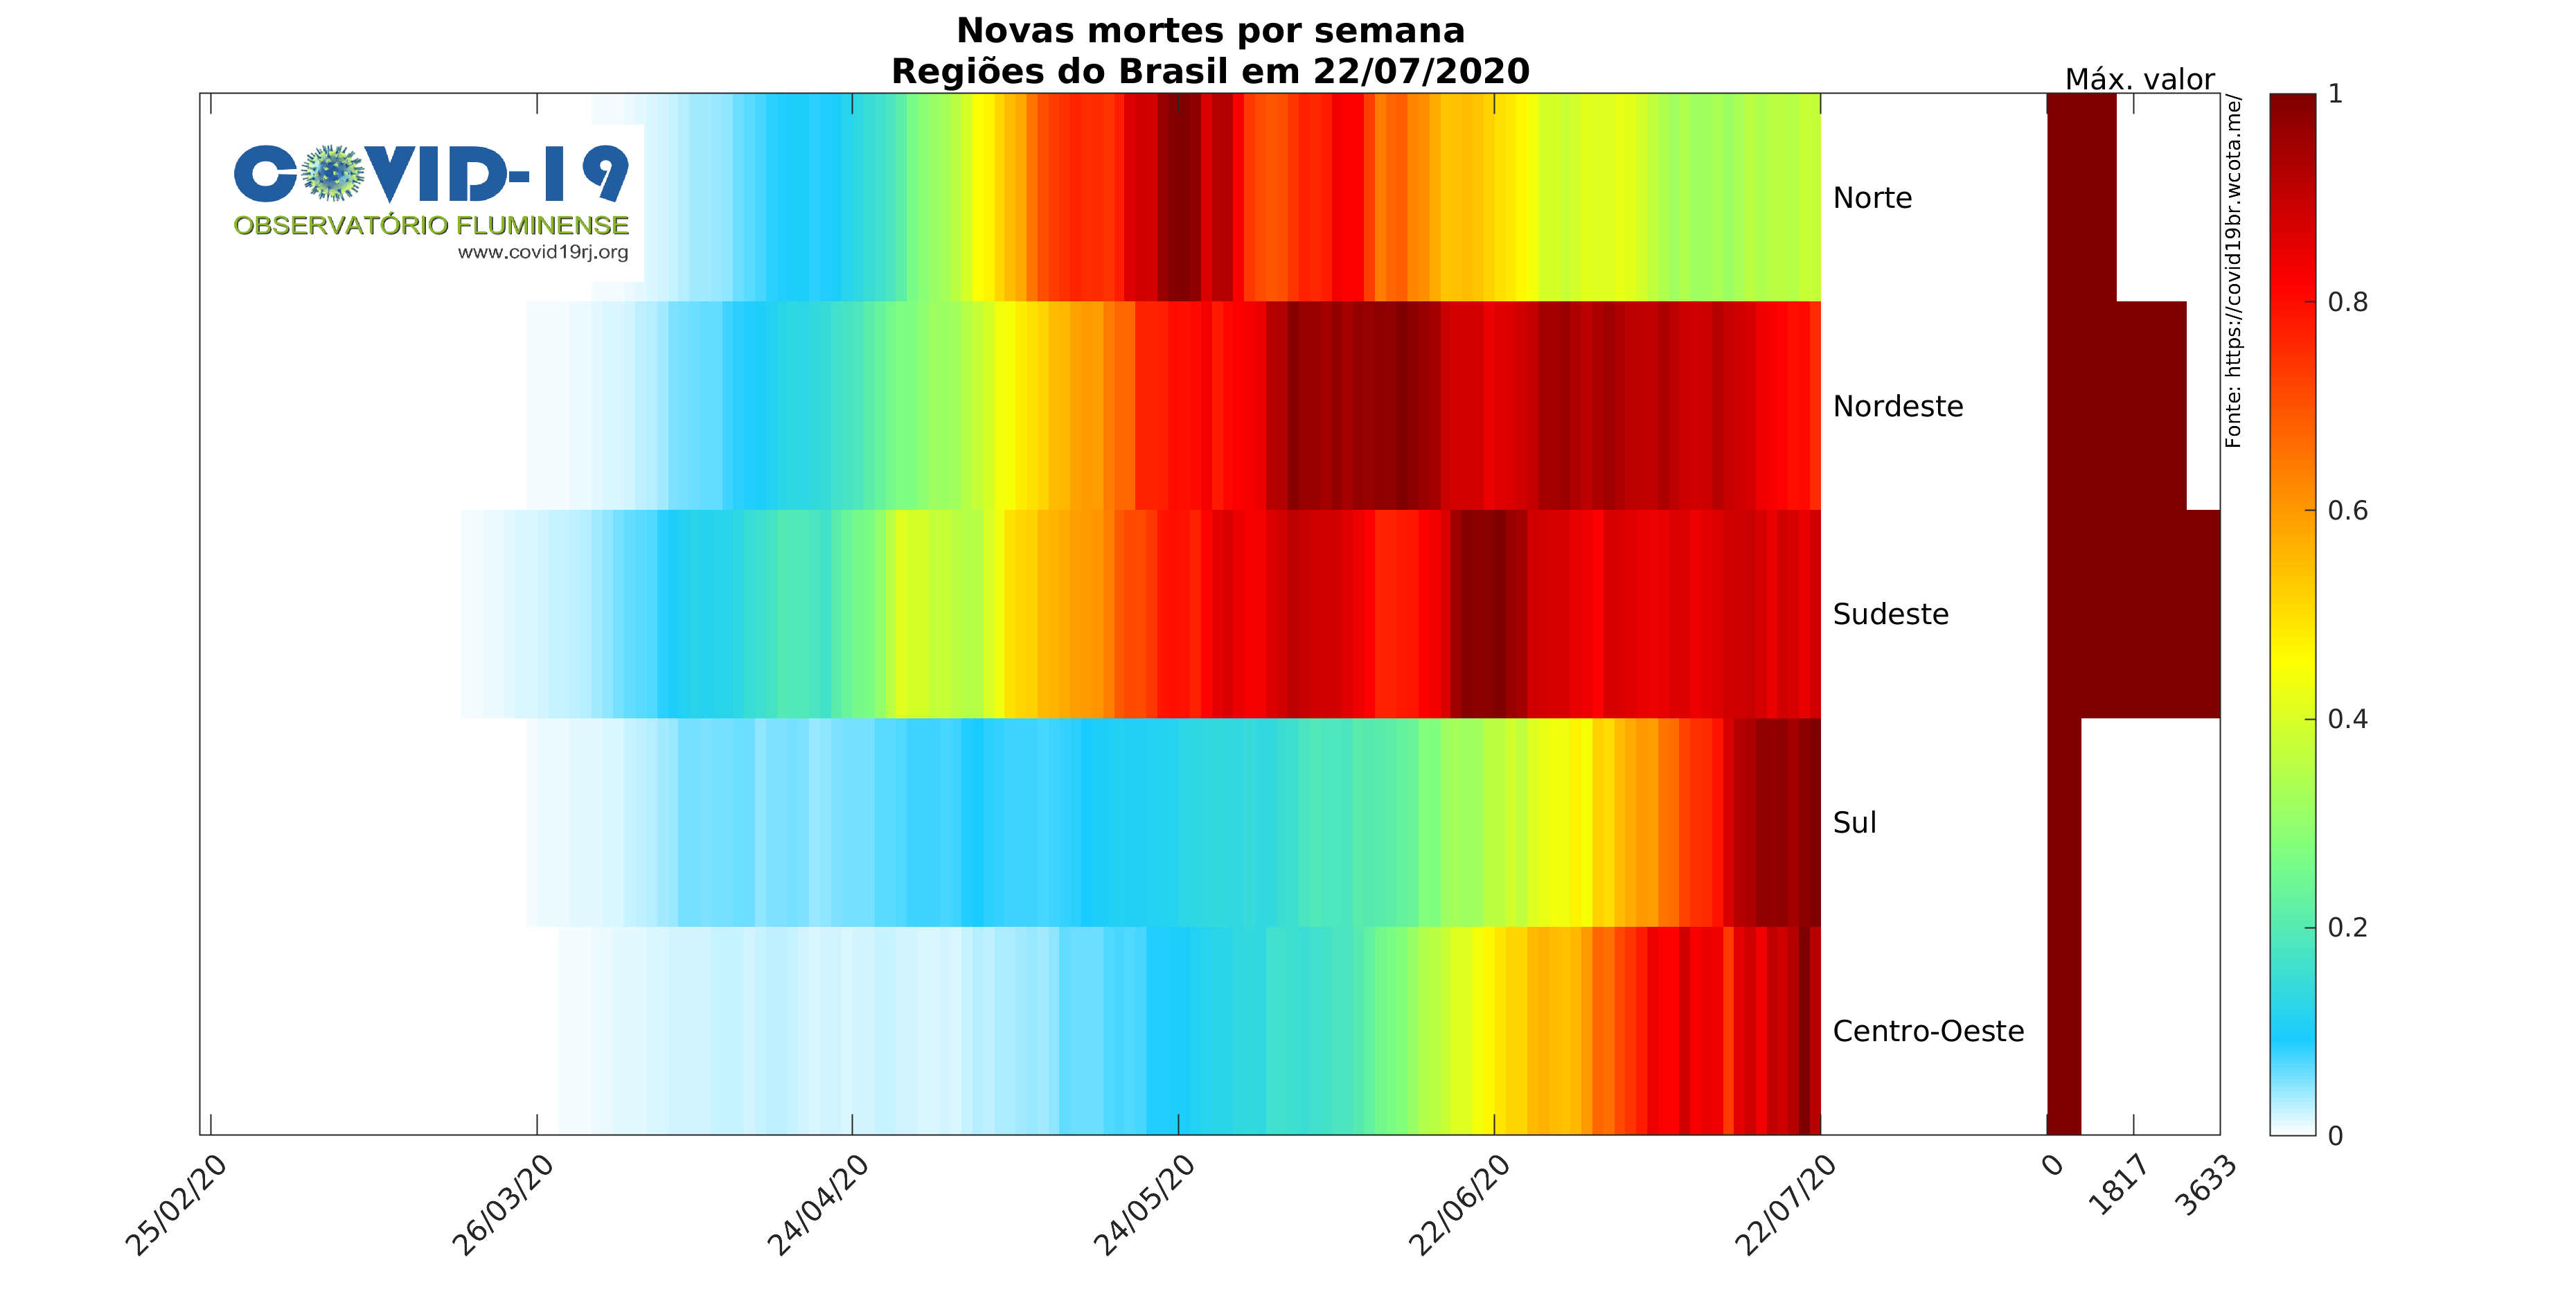 Novas mortes por semana
Regiões do Brasil em 22/07/2020
Máx. valor
COVID-19
OBSERVATÓRIO FLUMINENSE
www.covid19rj.org
Norte
Nordeste
Sudeste
Sul
Centro-Oeste
Fonte: https://covid19br.wcota.me/
1
0.8
0.6
0.4
0.2
0
25/02/20
26/03/20
24/04/20
24/05/20
22/06/20
22/07/20
0
1817
3633